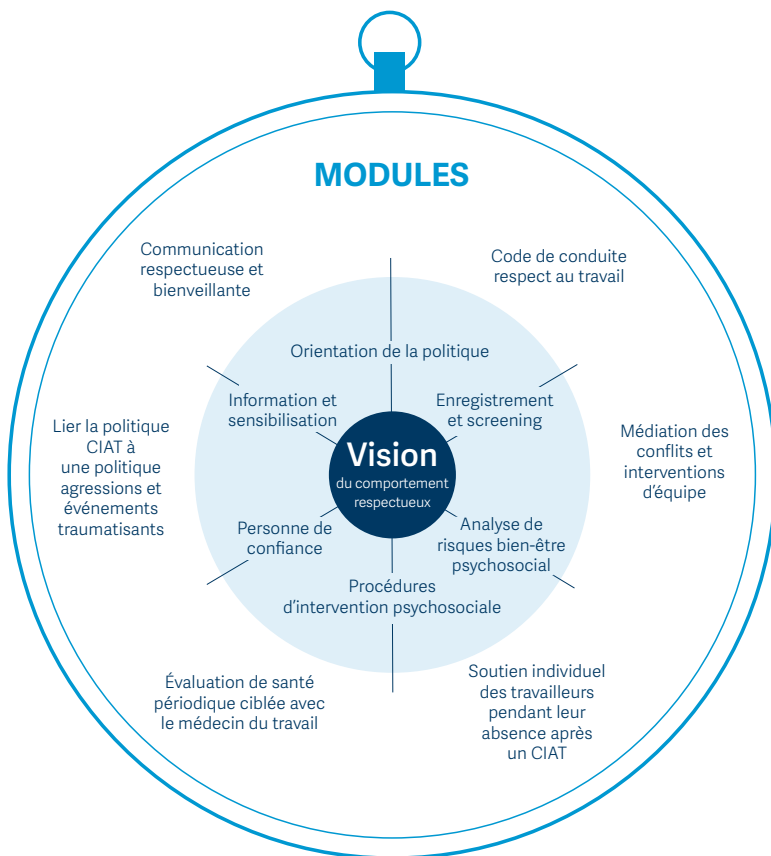 MODULES
Communication
respectueuse et
bienveillante
Code de conduite
respect au travail
Orientation de la politique
Information et
sensibilisation
Enregistrement
et screening
Lier la politique
CIAT à
une politique
agressions et
événements
traumatisants
Vision
du comportement
respectueux
Médiation des
conflits et
interventions
d'équipe
Personne de
confiance
Analyse de
risques bien-être
psychosocial
Procédures
d'intervention psychosociale
Évaluation de santé
périodique ciblée avec
le médecin du travail
Soutien individuel
des travailleurs
pendant leur
absence après
un CIAT